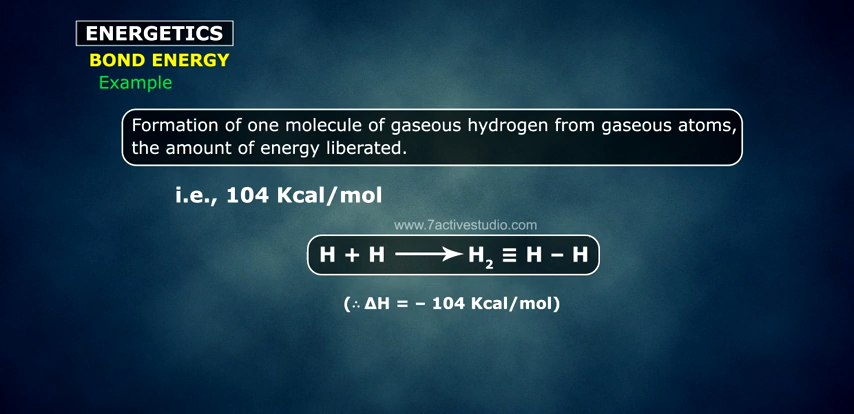 ENERGETICS
BOND ENERGY
Example
Formation of one molecule of gaseous hydrogen from gaseous atoms,
the amount of energy liberated.
i.e., 104 Kcal/mol
www.7activestudio.com
H + H ⟶ H₂ ≡ H – H
(∴ ΔH = – 104 Kcal/mol)